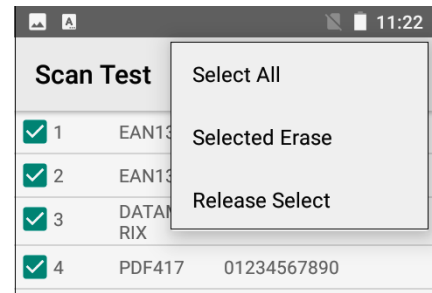 11:22
Scan Test
Select All
Selected Erase
Release Select
1 EAN13
2 EAN13
3
RIX
4 PDF417 01234567890